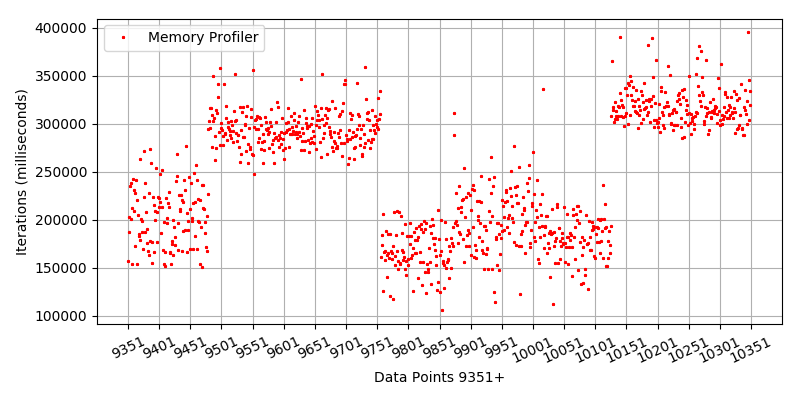 400000
350000
300000
250000
200000
150000
100000
Iterations (milliseconds)
Memory Profiler
9351 9401 9451 9501 9551 9601 9651 9701 9751 9801 9851 9901 9951 10001 10051 10101 10151 10201 10251 10301 10351
Data Points 9351+